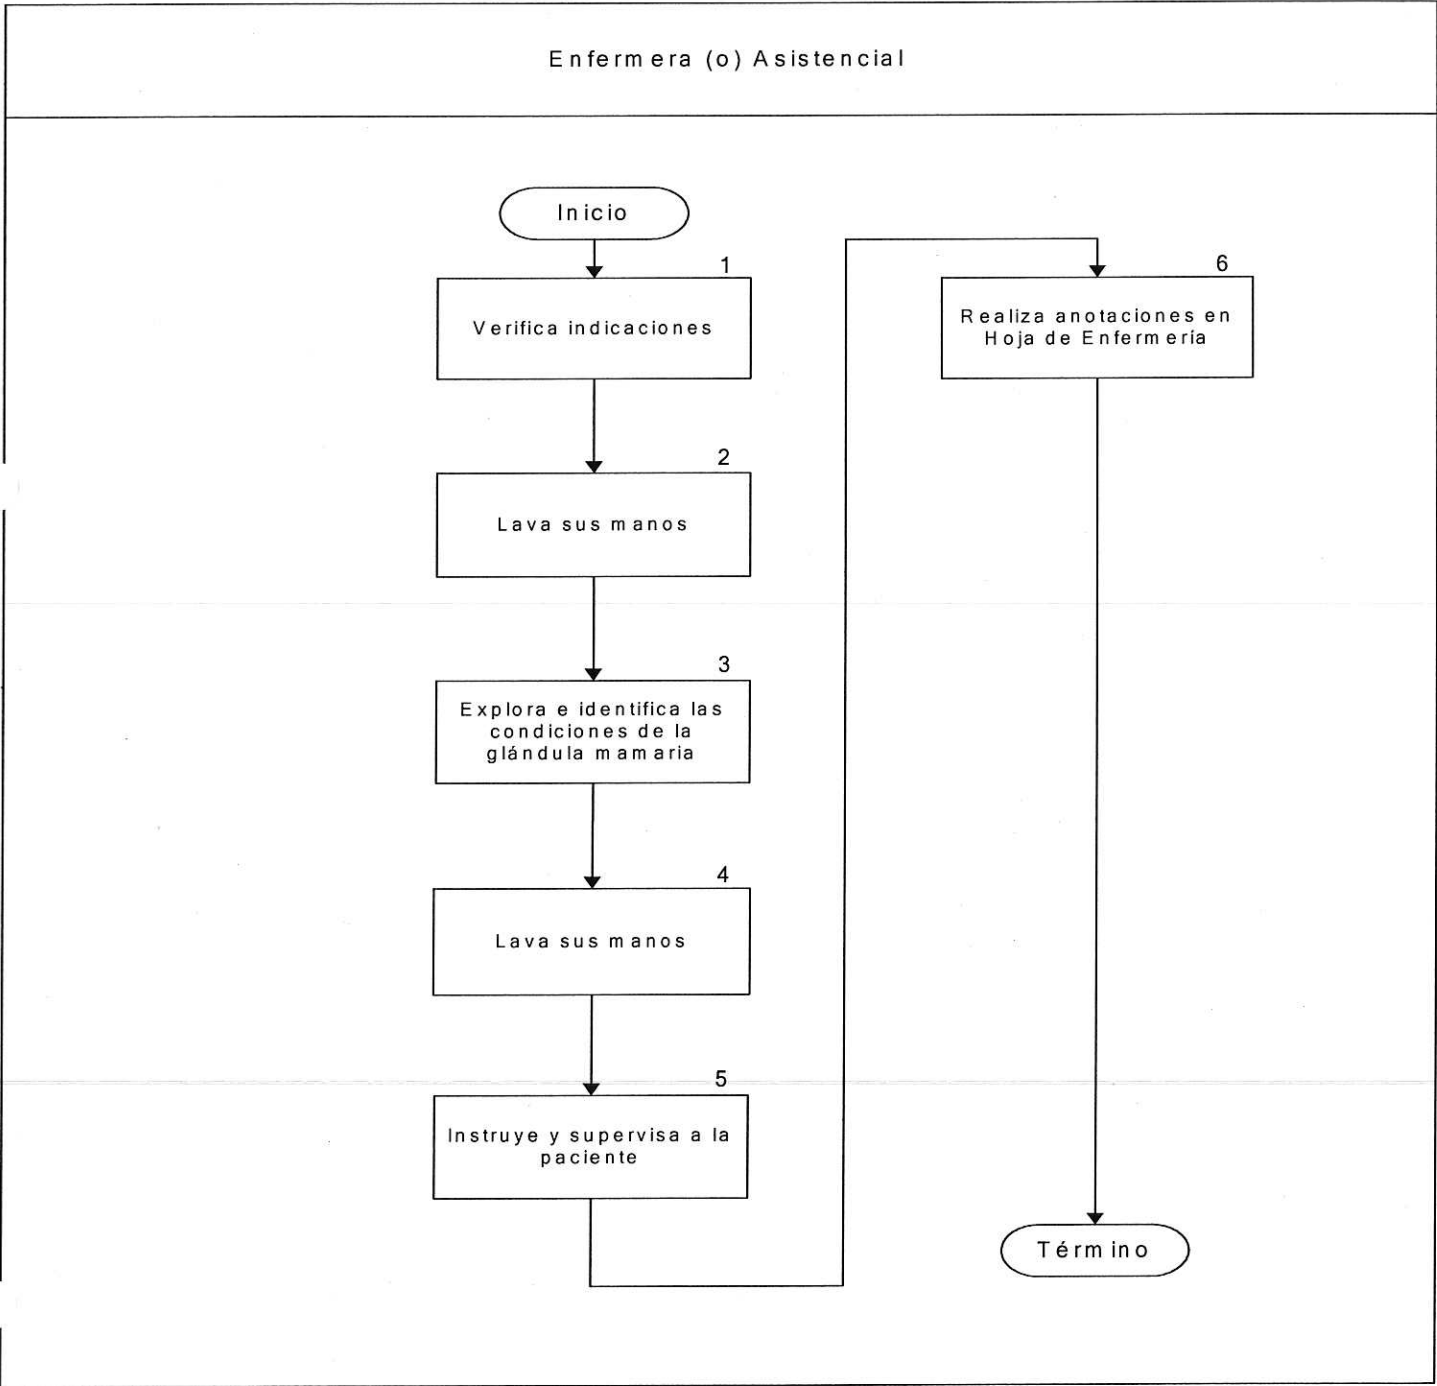 Enfermera (o) Asistencial
Inicio
1
Verifica indicaciones
2
Lava sus manos
3
Explora e identifica las
condiciones de la
glándula mamaria
4
Lava sus manos
5
Instruye y supervisa a la
paciente
6
Realiza anotaciones en
Hoja de Enfermería
Término